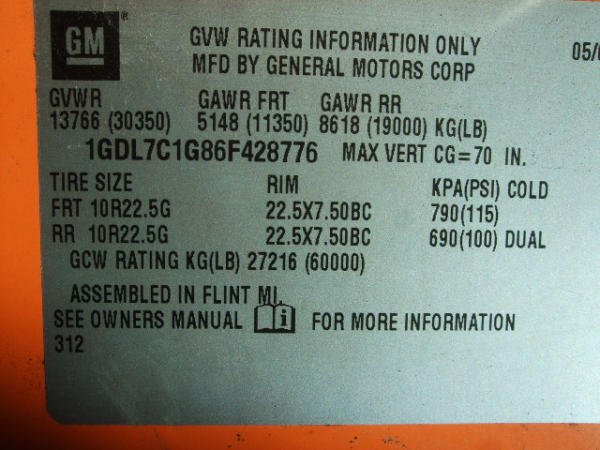 GM
GVW RATING INFORMATION ONLY 05/
MFD BY GENERAL MOTORS CORP
GVWR GAWR FRT GAWR RR
13766 (30350) 5148 (11350) 8618 (19000) KG(LB)
1GDL7C1G86F428776 MAX VERT CG=70 IN.
TIRE SIZE RIM KPA(PSI) COLD
FRT 10R22.5G 22.5X7.50BC 790(115)
RR 10R22.5G 22.5X7.50BC 690(100) DUAL
GCW RATING KG(LB) 27216 (60000)
ASSEMBLED IN FLINT MI.
SEE OWNERS MANUAL i FOR MORE INFORMATION
312